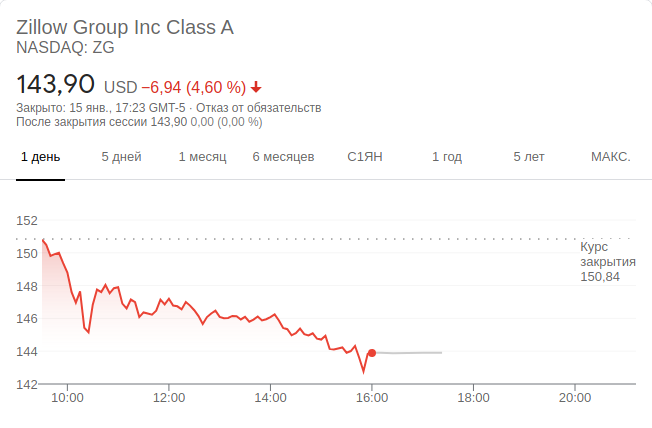 Zillow Group Inc Class A
NASDAQ: ZG
143,90 USD −6,94 (4,60 %)
Закрыто: 15 янв., 17:23 GMT-5 · Отказ от обязательств
После закрытия сессии 143,90 0,00 (0,00 %)
1 день 5 дней 1 месяц 6 месяцев С1ЯН 1 год 5 лет МАКС.
152
150
148
146
144
142
Курс
закрытия
150,84
10:00 12:00 14:00 16:00 18:00 20:00